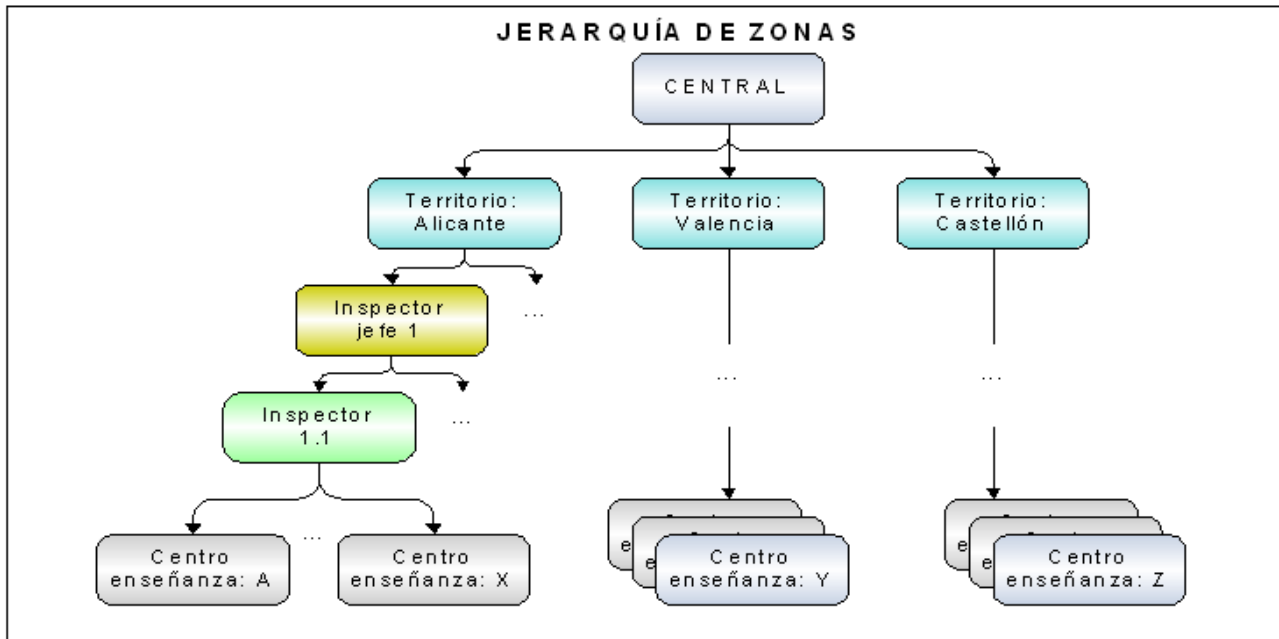 JERARQUÍA DE ZONAS
CENTRAL
Territorio:
Alicante
Territorio:
Valencia
Territorio:
Castellón
Inspector
jefe 1
...
...
...
Inspector
1.1
...
Centro
enseñanza: A
...
Centro
enseñanza: X
Centro
enseñanza: Y
Centro
enseñanza: Z